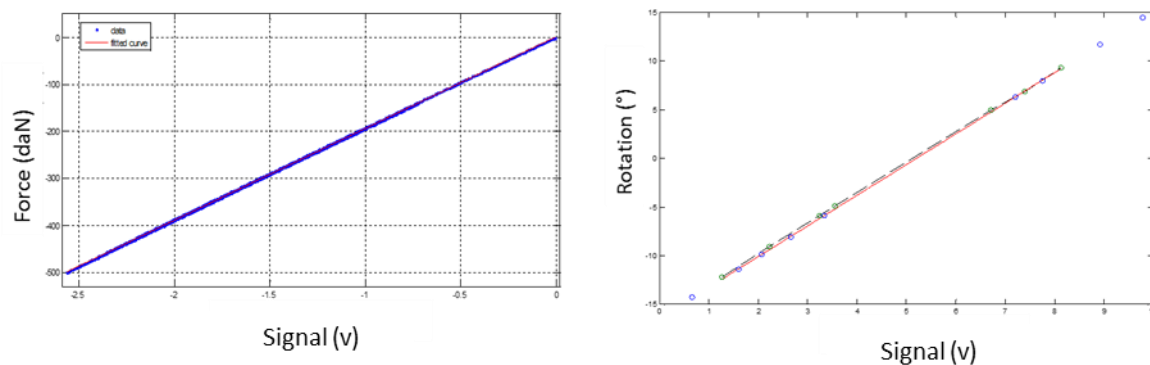 data
fitted curve
0
-100
-200
-300
-400
-500
Force (daN)
-2.5 -2 -1.5 -1 -0.5 0
Signal (v)
15
10
5
0
-5
-10
-15
Rotation (°)
0 1 2 3 4 5 6 7 8 9
Signal (v)